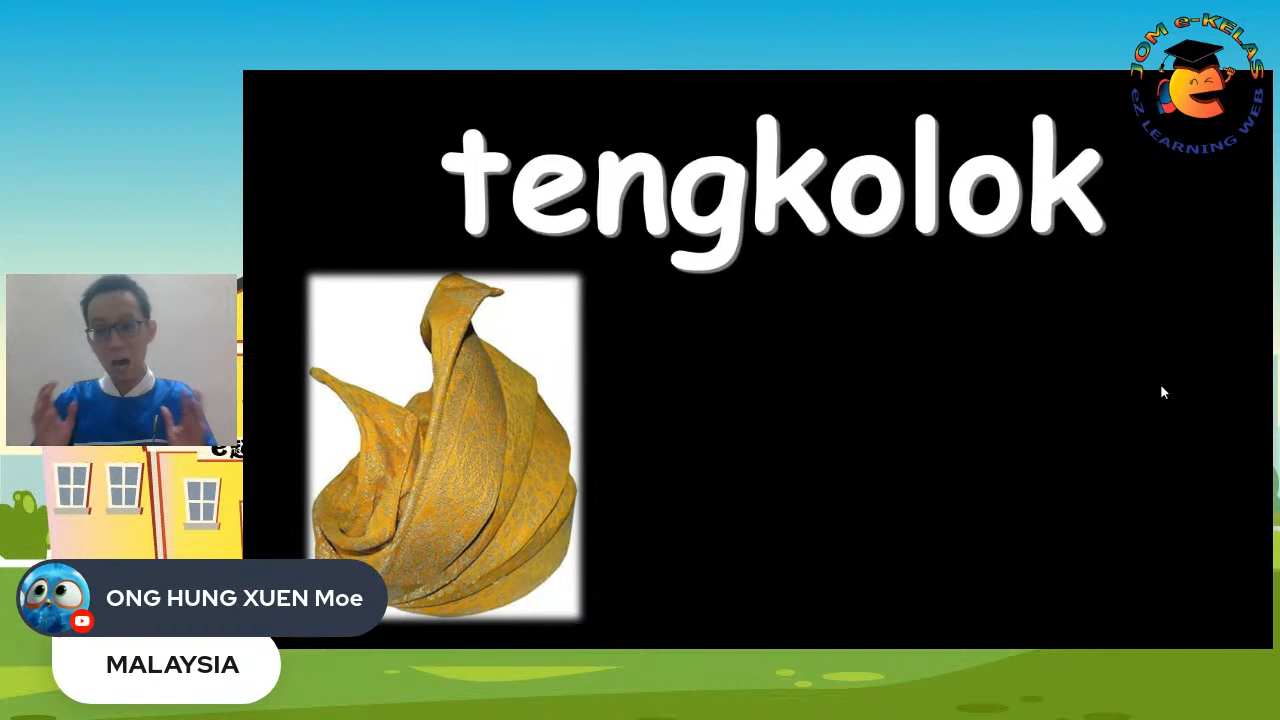 JOM e-KELAS
eZ LEARNING WEB
tengkolok
ONG HUNG XUEN Moe
MALAYSIA